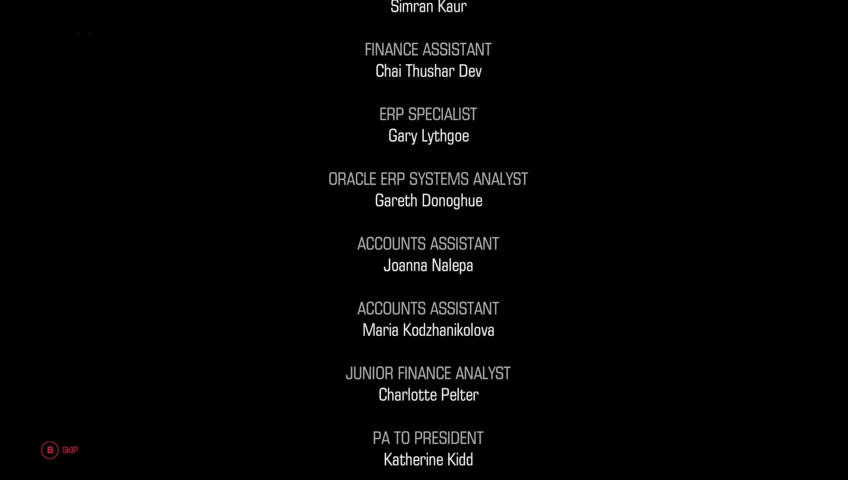 Simran Kaur
FINANCE ASSISTANT
Chai Thushar Dev
ERP SPECIALIST
Gary Lythgoe
ORACLE ERP SYSTEMS ANALYST
Gareth Donoghue
ACCOUNTS ASSISTANT
Joanna Nalepa
ACCOUNTS ASSISTANT
Maria Kodzhanikolova
JUNIOR FINANCE ANALYST
Charlotte Pelter
PA TO PRESIDENT
Katherine Kidd
B SKIP